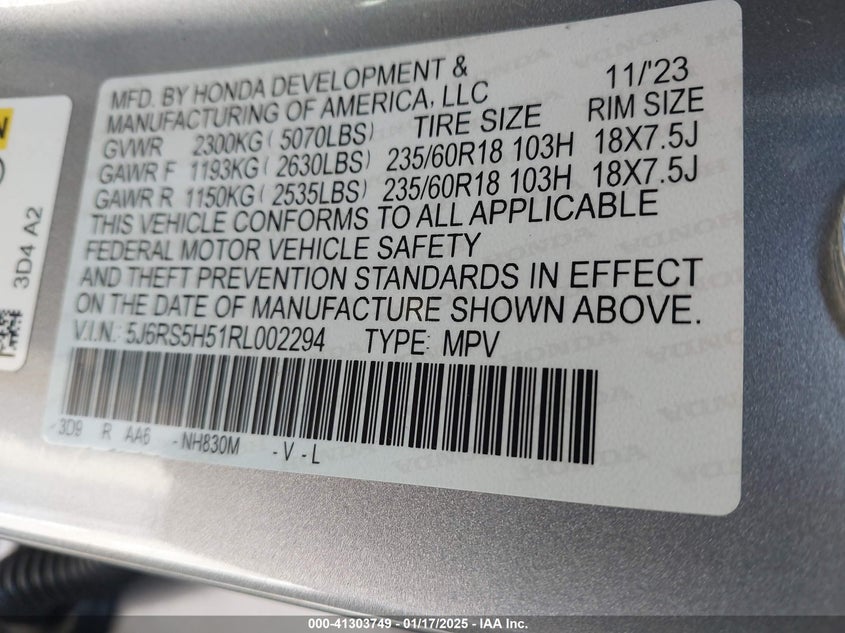 MFD. BY HONDA DEVELOPMENT & 11/'23
MANUFACTURING OF AMERICA, LLC
GVWR 2300KG ( 5070LBS) TIRE SIZE RIM SIZE
GAWR F 1193KG ( 2630LBS) 235/60R18 103H 18X7.5J
GAWR R 1150KG ( 2535LBS) 235/60R18 103H 18X7.5J
THIS VEHICLE CONFORMS TO ALL APPLICABLE
FEDERAL MOTOR VEHICLE SAFETY
AND THEFT PREVENTION STANDARDS IN EFFECT
ON THE DATE OF MANUFACTURE SHOWN ABOVE.
V.I.N.: 5J6RS5H51RL002294 TYPE: MPV
- 3D9 R AA6 - NH830M - V - L
3D4 A2
000-41303749 - 01/17/2025 - IAA Holdings, LLC